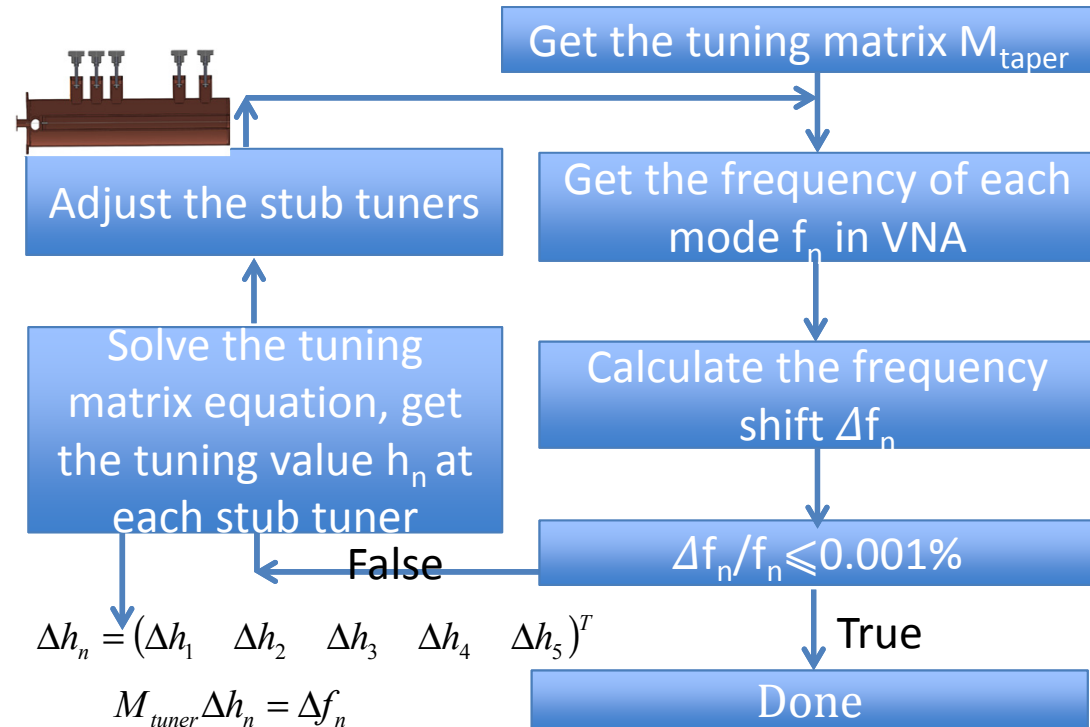 Get the tuning matrix M_taper
Adjust the stub tuners
Get the frequency of each
mode f_n in VNA
Solve the tuning
matrix equation, get
the tuning value h_n at
each stub tuner
Calculate the frequency
shift Δf_n
Δf_n/f_n⩽0.001%
False
True
Done
Δh_n = (Δh_1 Δh_2 Δh_3 Δh_4 Δh_5)^T
M_tuner Δh_n = Δf_n